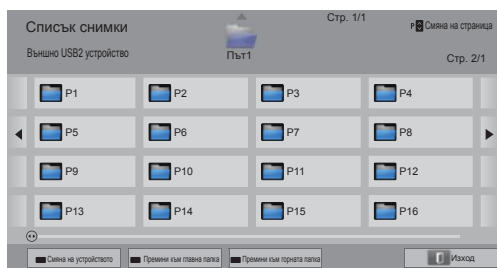 Списък снимки
Стр. 1/1
P Смяна на страница
Външно USB2 устройство
Път1
Стр. 2/1
P1 P2 P3 P4
P5 P6 P7 P8
P9 P10 P11 P12
P13 P14 P15 P16
Смяна на устройството Премини към главна папка Премини към горната папка Изход